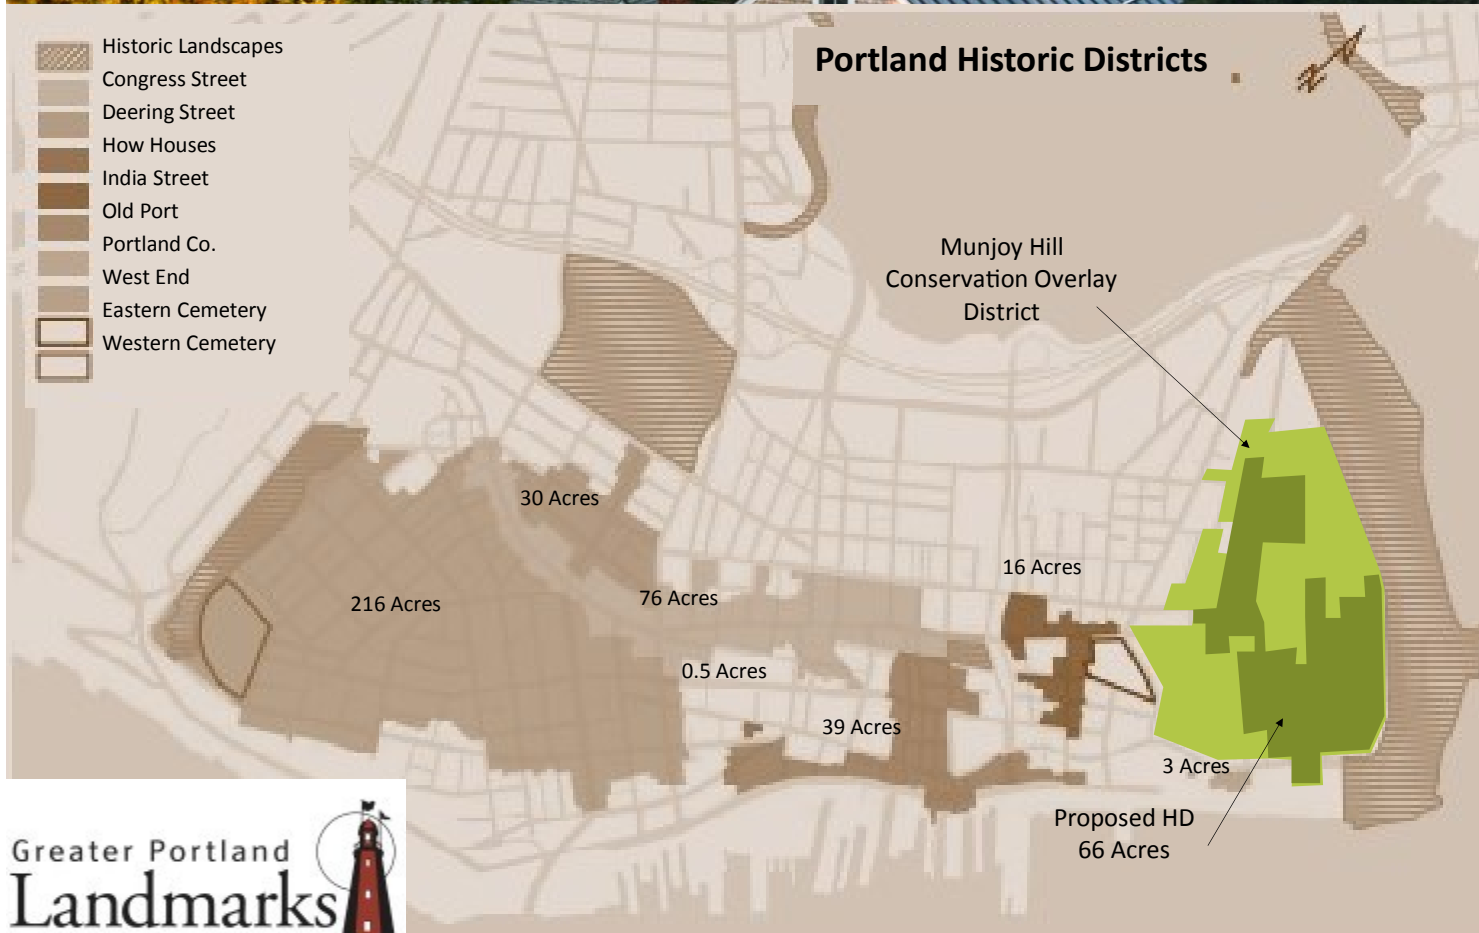 Historic Landscapes
Congress Street
Deering Street
How Houses
India Street
Old Port
Portland Co.
West End
Eastern Cemetery
Western Cemetery
Portland Historic Districts
N
Munjoy Hill
Conservation Overlay
District
30 Acres
216 Acres
76 Acres
16 Acres
0.5 Acres
39 Acres
3 Acres
Proposed HD
66 Acres
Greater Portland
Landmarks